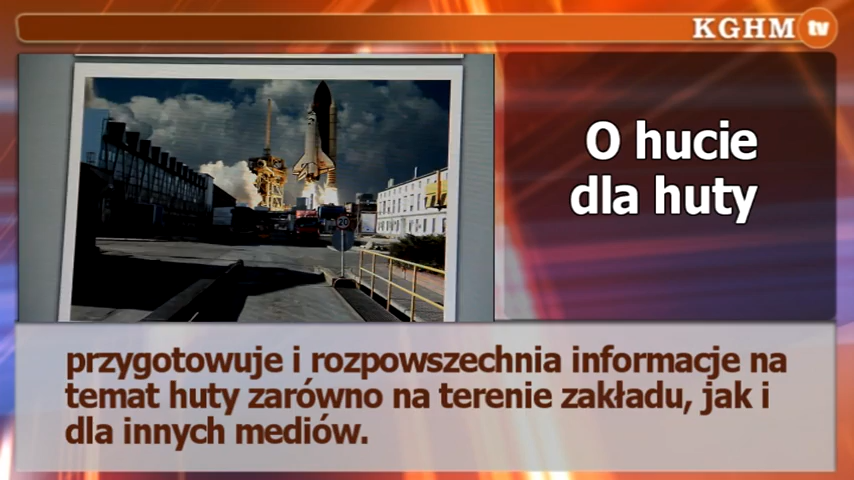 KGHM tv
O hucie
dla huty
20
przygotowuje i rozpowszechnia informacje na
temat huty zarówno na terenie zakładu, jak i
dla innych mediów.